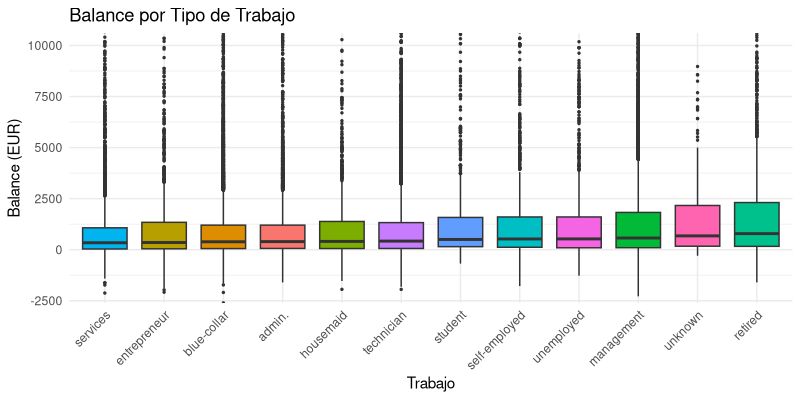 Balance por Tipo de Trabajo
Balance (EUR)
10000
7500
5000
2500
0
-2500
services
entrepreneur
blue-collar
admin.
housemaid
technician
student
self-employed
unemployed
management
unknown
retired
Trabajo